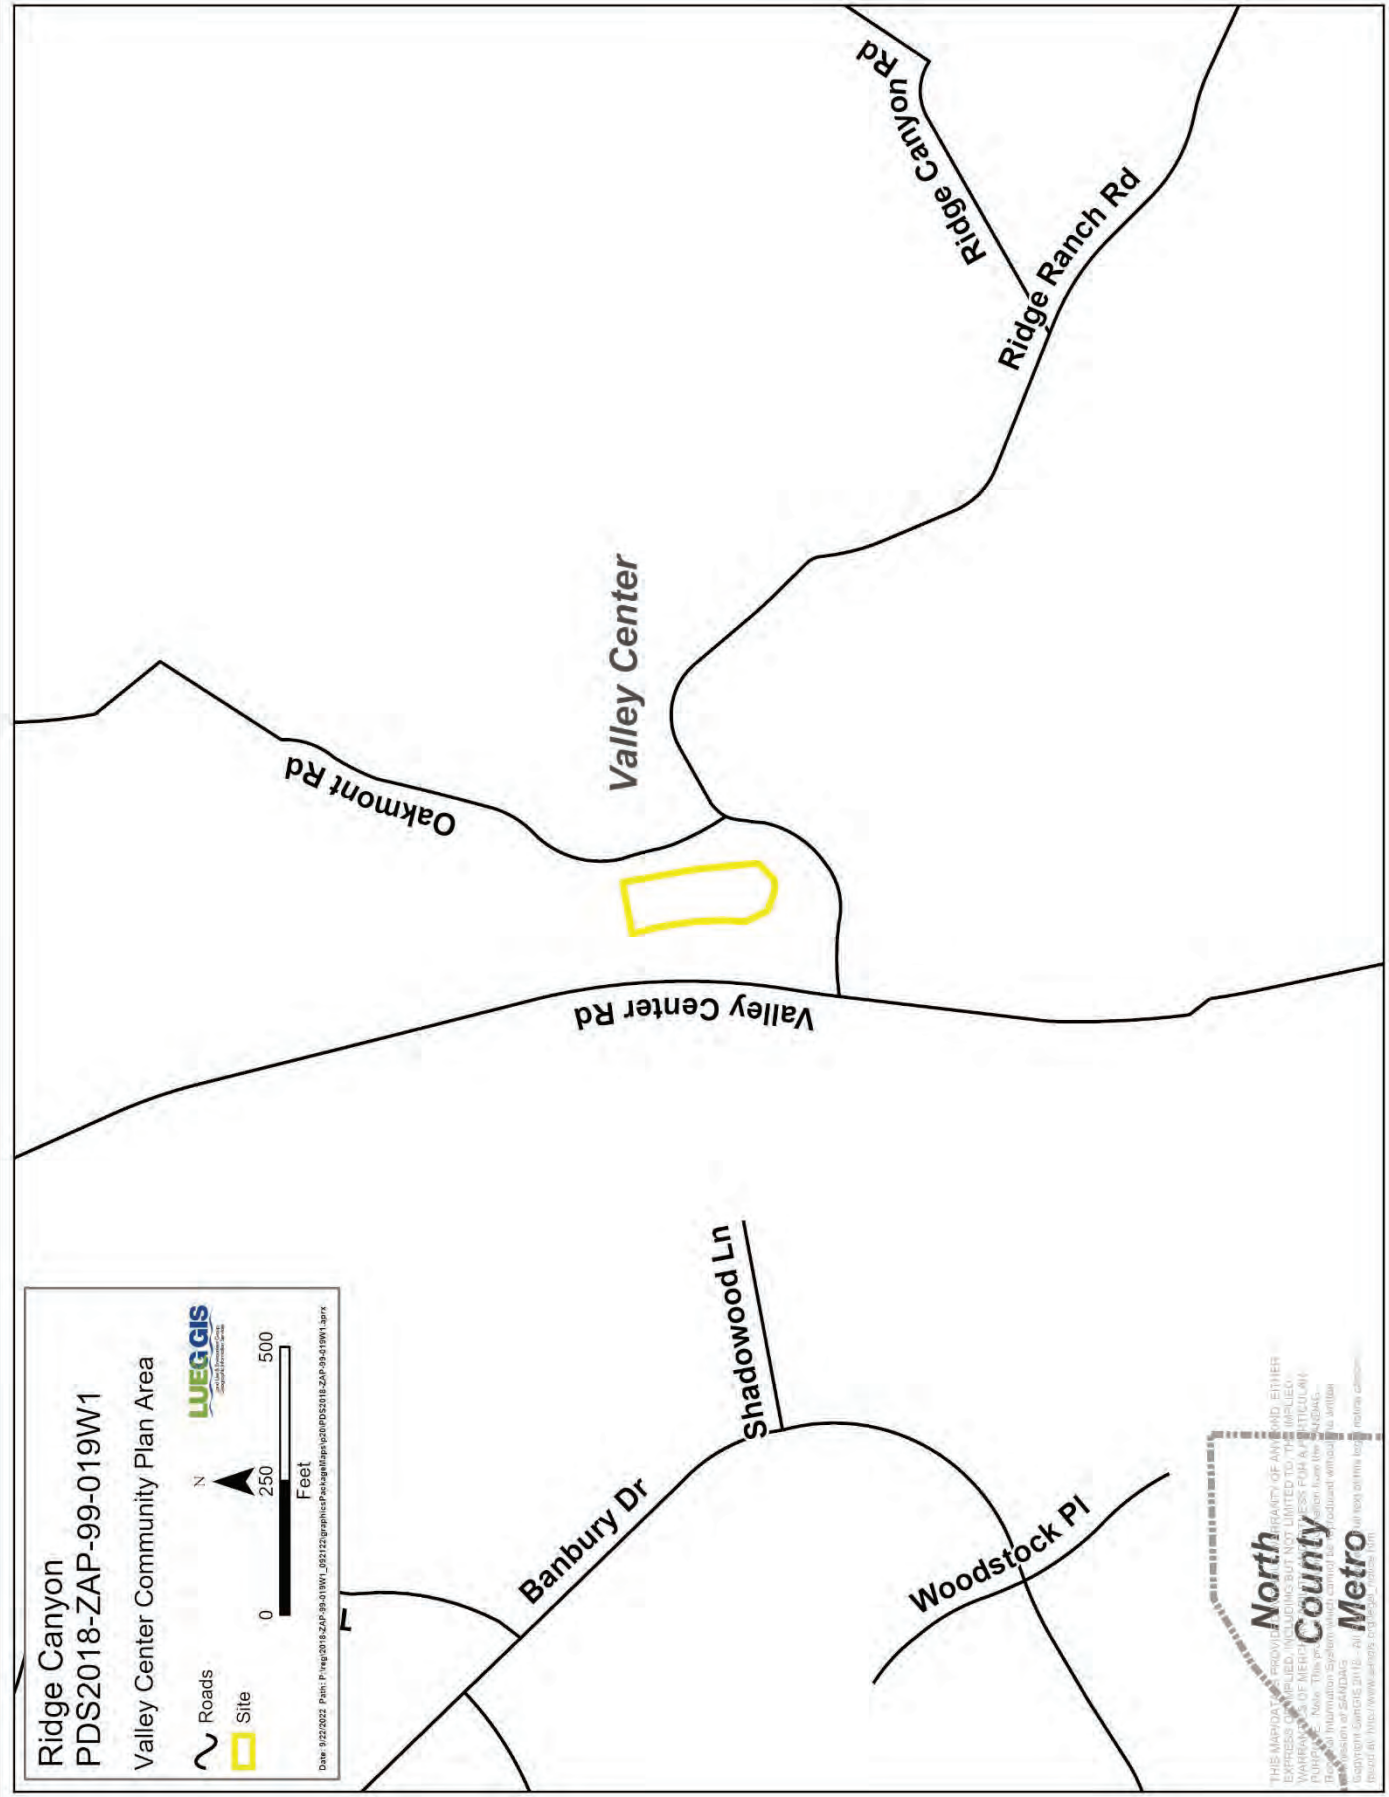 Ridge Canyon
PDS2018-ZAP-99-019W1
Valley Center Community Plan Area
LUEG GIS
N
Roads
Site
0
250
500
Feet
Oakmont Rd
Valley Center Rd
Valley Center
Ridge Canyon Rd
Ridge Ranch Rd
Shadowood Ln
Banbury Dr
Woodstock Pl
L
North
County
Metro